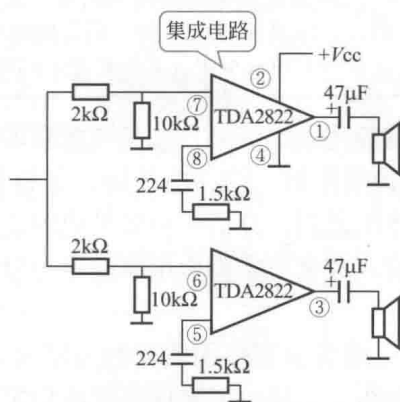 集成电路
+Vcc
②
2kΩ
⑦
TDA2822
47μF
+
①
10kΩ
⑧
④
224
1.5kΩ
2kΩ
⑥
TDA2822
47μF
+
③
10kΩ
⑤
224
1.5kΩ